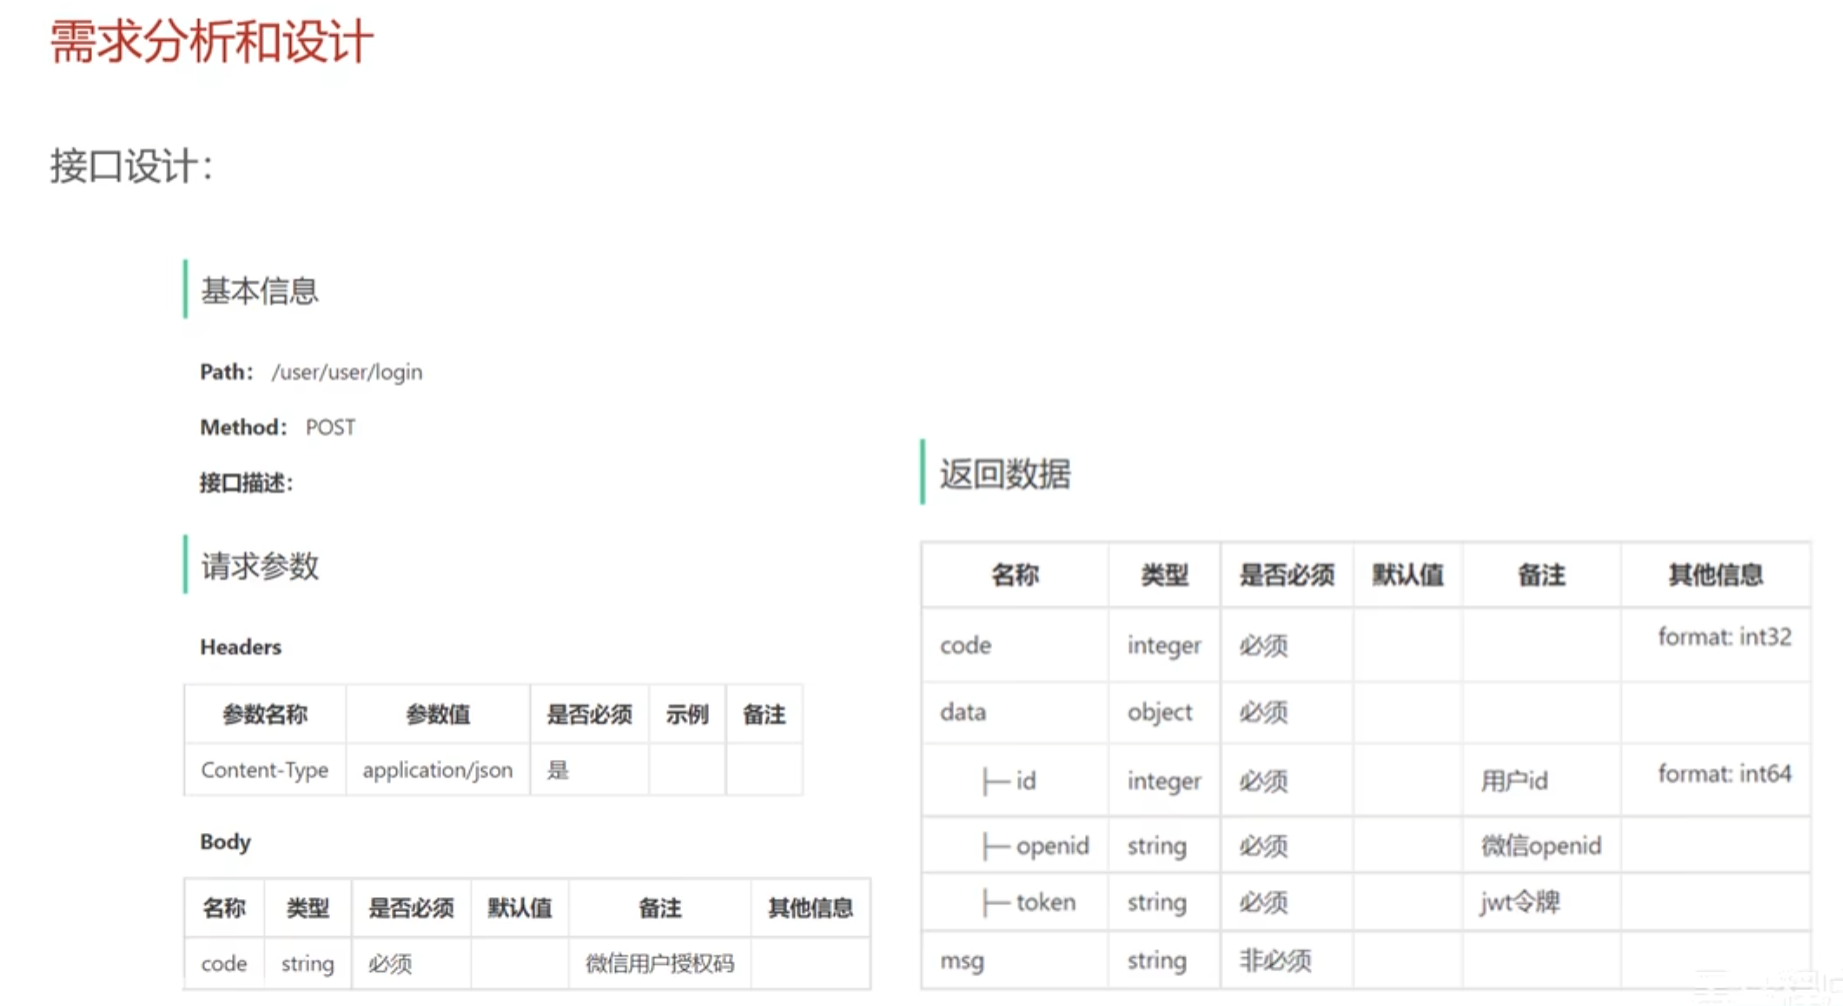 需求分析和设计
接口设计：
基本信息
Path： /user/user/login
Method： POST
接口描述：
请求参数
Headers
参数名称 参数值 是否必须 示例 备注
Content-Type application/json 是
Body
名称 类型 是否必须 默认值 备注 其他信息
code string 必须 微信用户授权码
返回数据
名称 类型 是否必须 默认值 备注 其他信息
code integer 必须 format: int32
data object 必须
├─ id integer 必须 用户id format: int64
├─ openid string 必须 微信openid
├─ token string 必须 jwt令牌
msg string 非必须